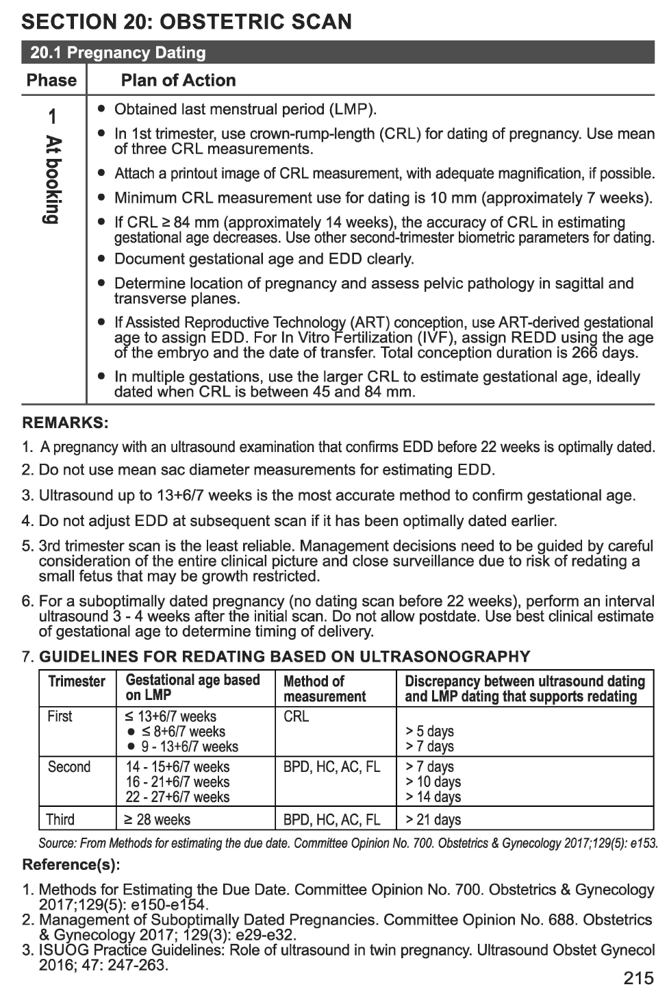 SECTION 20: OBSTETRIC SCAN
20.1 Pregnancy Dating
Phase Plan of Action
1 At booking
• Obtained last menstrual period (LMP).
• In 1st trimester, use crown-rump-length (CRL) for dating of pregnancy. Use mean
of three CRL measurements.
• Attach a printout image of CRL measurement, with adequate magnification, if possible.
• Minimum CRL measurement use for dating is 10 mm (approximately 7 weeks).
• If CRL ≥ 84 mm (approximately 14 weeks), the accuracy of CRL in estimating
gestational age decreases. Use other second-trimester biometric parameters for dating.
• Document gestational age and EDD clearly.
• Determine location of pregnancy and assess pelvic pathology in sagittal and
transverse planes.
• If Assisted Reproductive Technology (ART) conception, use ART-derived gestational
age to assign EDD. For In Vitro Fertilization (IVF), assign REDD using the age
of the embryo and the date of transfer. Total conception duration is 266 days.
• In multiple gestations, use the larger CRL to estimate gestational age, ideally
dated when CRL is between 45 and 84 mm.
REMARKS:
1. A pregnancy with an ultrasound examination that confirms EDD before 22 weeks is optimally dated.
2. Do not use mean sac diameter measurements for estimating EDD.
3. Ultrasound up to 13+6/7 weeks is the most accurate method to confirm gestational age.
4. Do not adjust EDD at subsequent scan if it has been optimally dated earlier.
5. 3rd trimester scan is the least reliable. Management decisions need to be guided by careful
consideration of the entire clinical picture and close surveillance due to risk of redating a
small fetus that may be growth restricted.
6. For a suboptimally dated pregnancy (no dating scan before 22 weeks), perform an interval
ultrasound 3 - 4 weeks after the initial scan. Do not allow postdate. Use best clinical estimate
of gestational age to determine timing of delivery.
7. GUIDELINES FOR REDATING BASED ON ULTRASONOGRAPHY
Trimester Gestational age based Method of Discrepancy between ultrasound dating
on LMP measurement and LMP dating that supports redating
First ≤ 13+6/7 weeks CRL
• ≤ 8+6/7 weeks > 5 days
• 9 - 13+6/7 weeks > 7 days
Second 14 - 15+6/7 weeks BPD, HC, AC, FL > 7 days
16 - 21+6/7 weeks > 10 days
22 - 27+6/7 weeks > 14 days
Third ≥ 28 weeks BPD, HC, AC, FL > 21 days
Source: From Methods for estimating the due date. Committee Opinion No. 700. Obstetrics & Gynecology 2017;129(5): e153.
Reference(s):
1. Methods for Estimating the Due Date. Committee Opinion No. 700. Obstetrics & Gynecology
2017;129(5): e150-e154.
2. Management of Suboptimally Dated Pregnancies. Committee Opinion No. 688. Obstetrics
& Gynecology 2017; 129(3): e29-e32.
3. ISUOG Practice Guidelines: Role of ultrasound in twin pregnancy. Ultrasound Obstet Gynecol
2016; 47: 247-263.
215